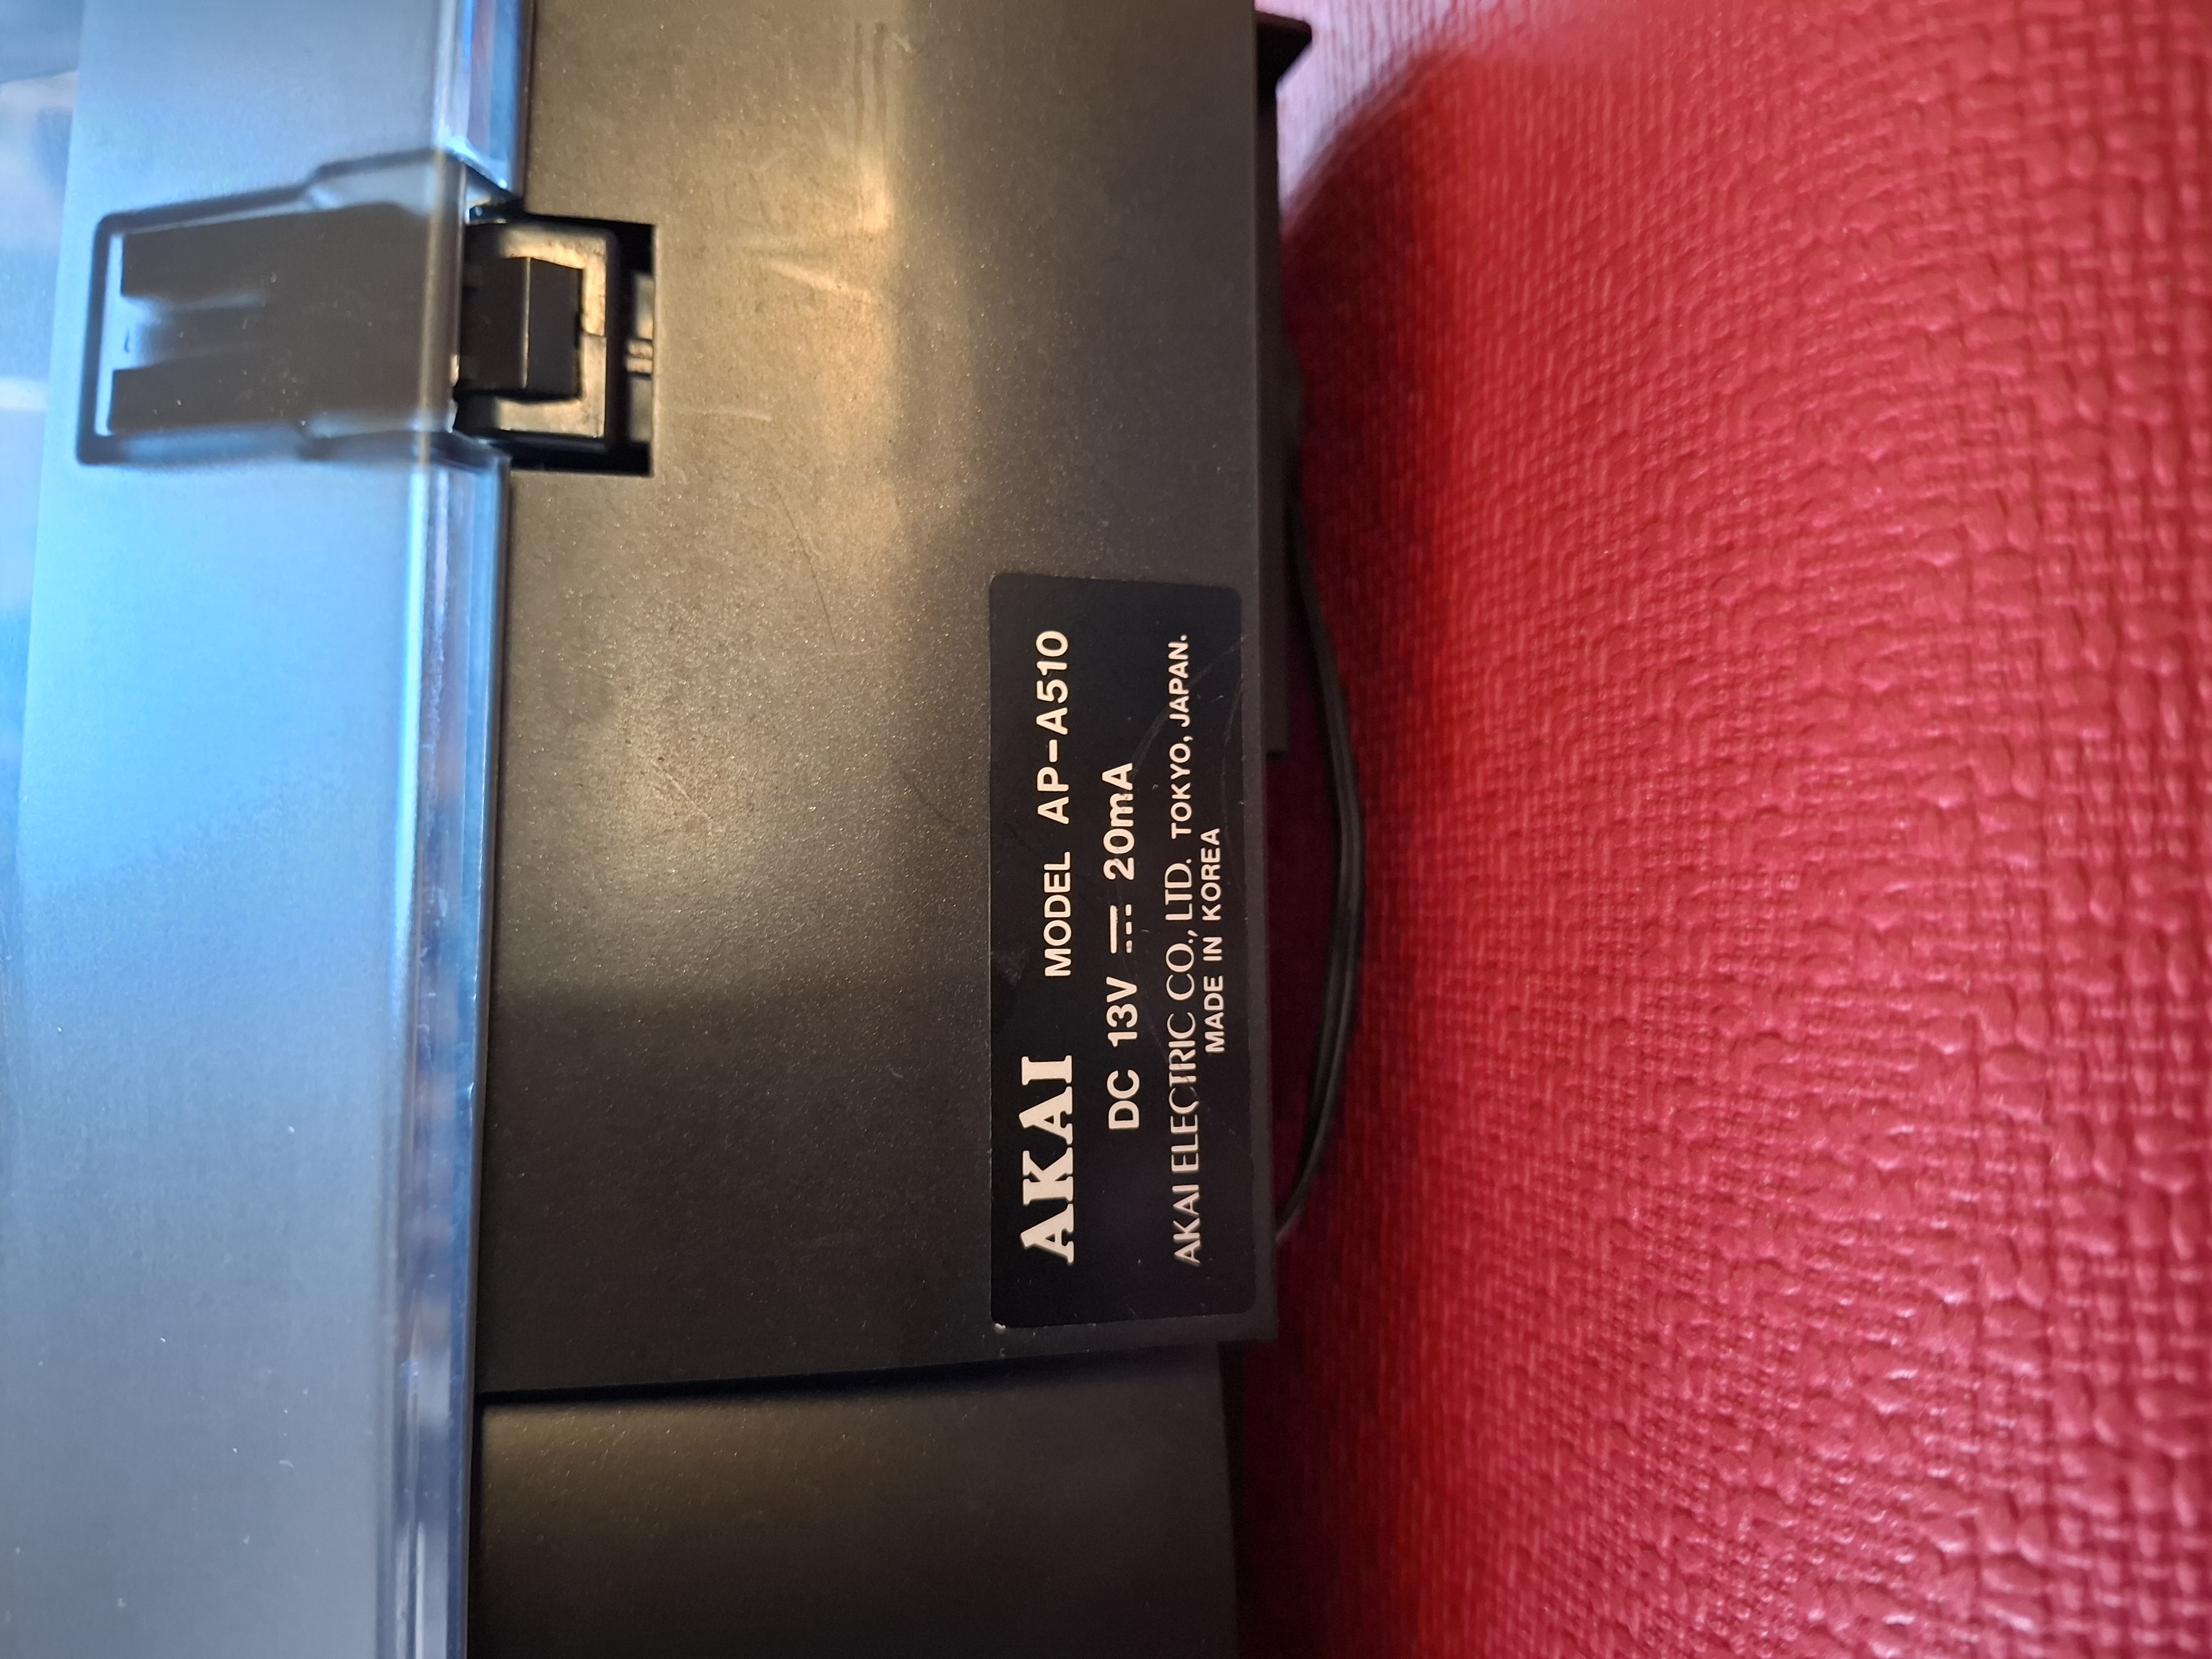 AKAI MODEL AP-A510
DC 13V ⎓ 20mA
AKAI ELECTRIC CO., LTD. TOKYO, JAPAN.
MADE IN KOREA